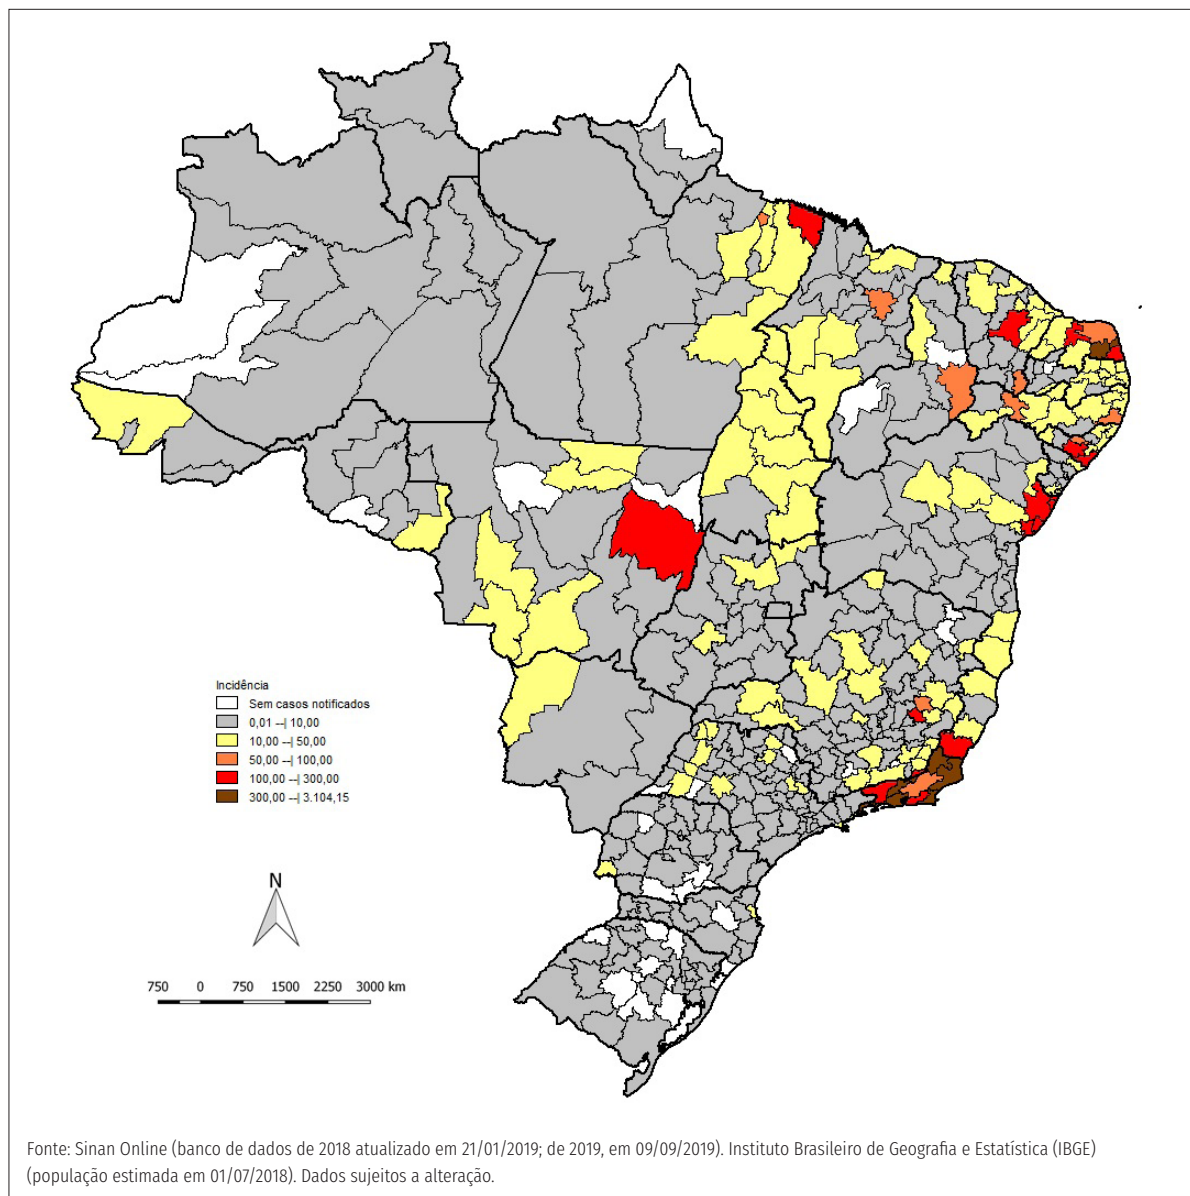 Incidência
Sem casos notificados
0,01 --| 10,00
10,00 --| 50,00
50,00 --| 100,00
100,00 --| 300,00
300,00 --| 3.104,15
N
750 0 750 1500 2250 3000 km
Fonte: Sinan Online (banco de dados de 2018 atualizado em 21/01/2019; de 2019, em 09/09/2019). Instituto Brasileiro de Geografia e Estatística (IBGE)
(população estimada em 01/07/2018). Dados sujeitos a alteração.